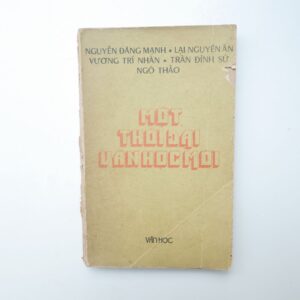 NGUYỄN ĐĂNG MẠNH • LẠI NGUYÊN ÂN
VƯƠNG TRÍ NHÀN • TRẦN ĐÌNH SỬ
NGÔ THẢO
MỘT
THỜI ĐẠI
VĂN HỌC MỚI
VĂN HỌC